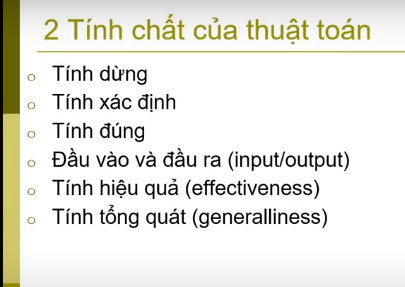 2 Tính chất của thuật toán
Tính dừng
Tính xác định
Tính đúng
Đầu vào và đầu ra (input/output)
Tính hiệu quả (effectiveness)
Tính tổng quát (generalliness)